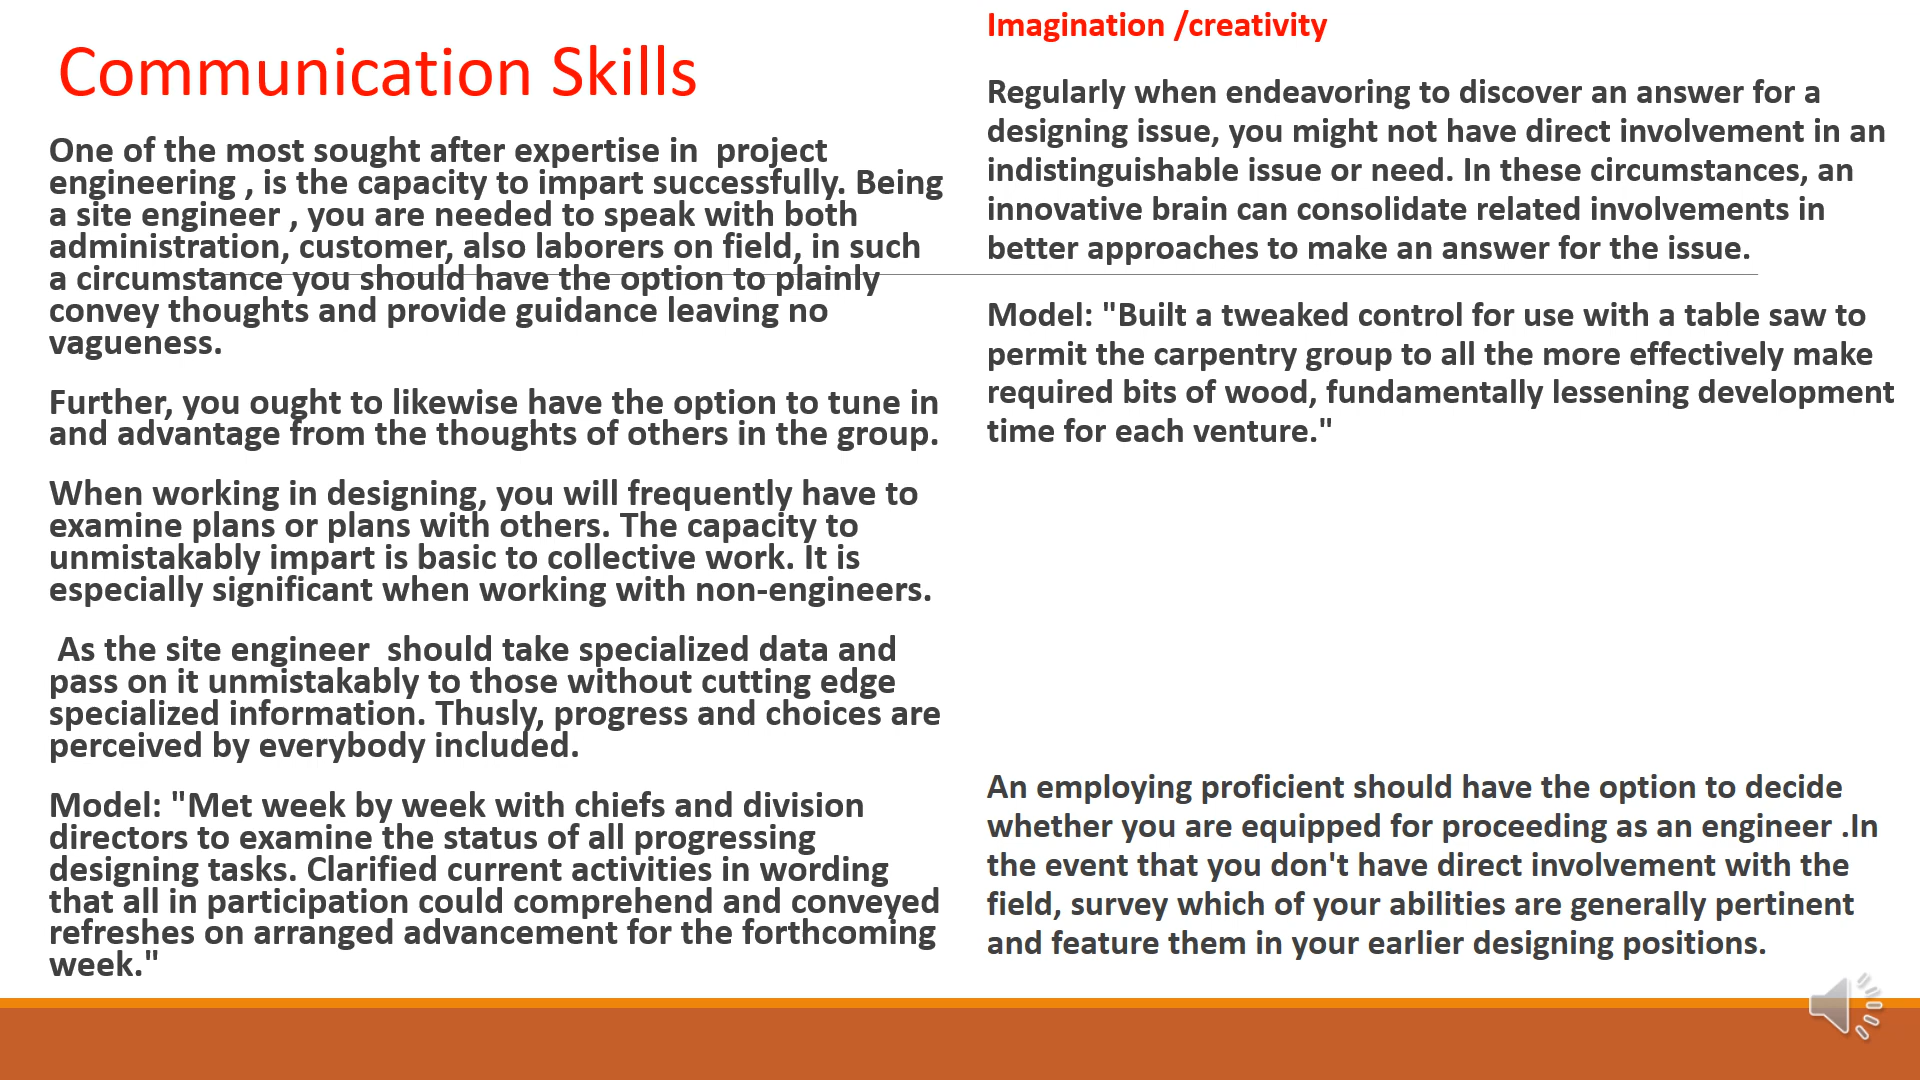 Communication Skills
One of the most sought after expertise in  project
engineering , is the capacity to impart successfully. Being
a site engineer , you are needed to speak with both
administration, customer, also laborers on field, in such
a circumstance you should have the option to plainly
convey thoughts and provide guidance leaving no
vagueness.
Further, you ought to likewise have the option to tune in
and advantage from the thoughts of others in the group.
When working in designing, you will frequently have to
examine plans or plans with others. The capacity to
unmistakably impart is basic to collective work. It is
especially significant when working with non-engineers.
As the site engineer  should take specialized data and
pass on it unmistakably to those without cutting edge
specialized information. Thusly, progress and choices are
perceived by everybody included.
Model: "Met week by week with chiefs and division
directors to examine the status of all progressing
designing tasks. Clarified current activities in wording
that all in participation could comprehend and conveyed
refreshes on arranged advancement for the forthcoming
week."
Imagination /creativity
Regularly when endeavoring to discover an answer for a
designing issue, you might not have direct involvement in an
indistinguishable issue or need. In these circumstances, an
innovative brain can consolidate related involvements in
better approaches to make an answer for the issue.
Model: "Built a tweaked control for use with a table saw to
permit the carpentry group to all the more effectively make
required bits of wood, fundamentally lessening development
time for each venture."
An employing proficient should have the option to decide
whether you are equipped for proceeding as an engineer .In
the event that you don't have direct involvement with the
field, survey which of your abilities are generally pertinent
and feature them in your earlier designing positions.